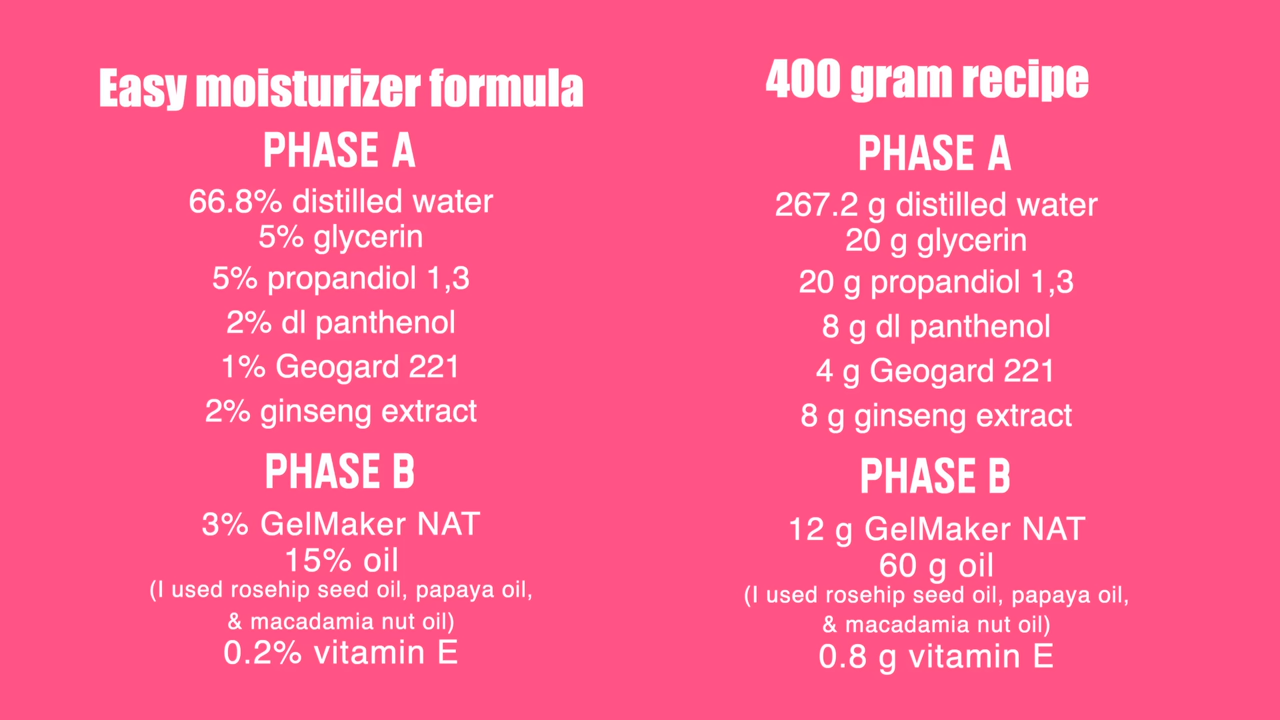 Easy moisturizer formula
PHASE A
66.8% distilled water
5% glycerin
5% propandiol 1,3
2% dl panthenol
1% Geogard 221
2% ginseng extract
PHASE B
3% GelMaker NAT
15% oil
(I used rosehip seed oil, papaya oil,
& macadamia nut oil)
0.2% vitamin E
400 gram recipe
PHASE A
267.2 g distilled water
20 g glycerin
20 g propandiol 1,3
8 g dl panthenol
4 g Geogard 221
8 g ginseng extract
PHASE B
12 g GelMaker NAT
60 g oil
(I used rosehip seed oil, papaya oil,
& macadamia nut oil)
0.8 g vitamin E